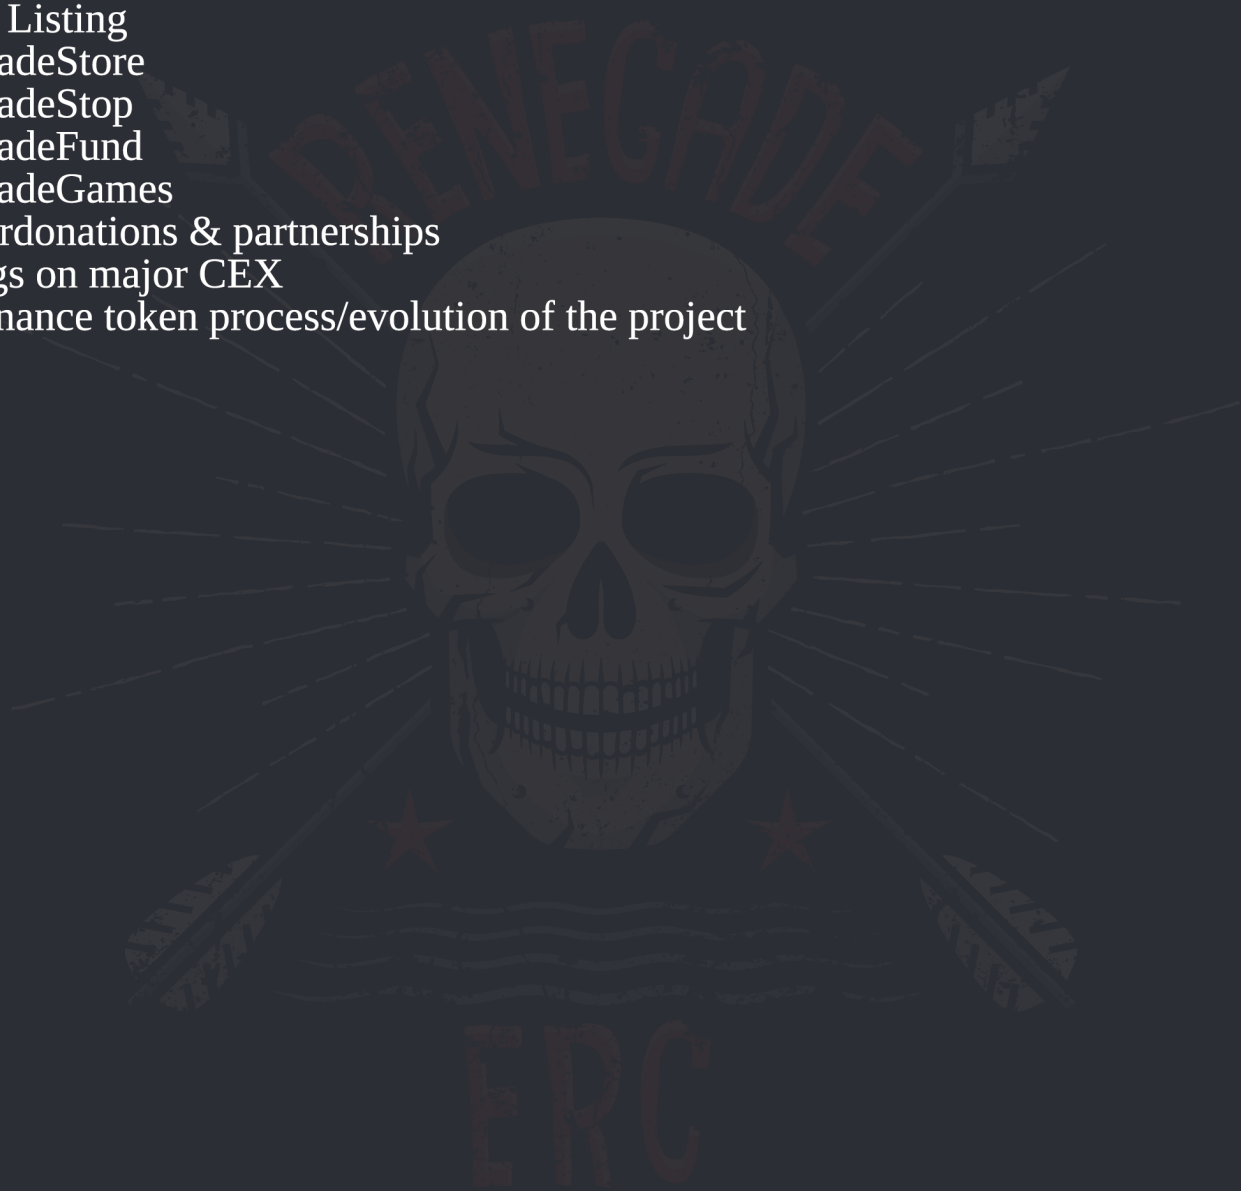 Listing
adeStore
adeStop
adeFund
adeGames
rdonations & partnerships
gs on major CEX
nance token process/evolution of the project
RENEGADE
ERC